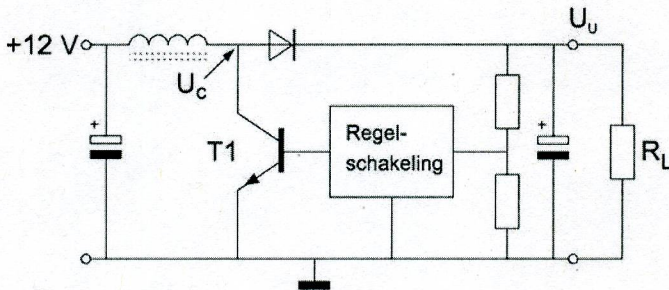 U_u
+12 V
U_c
+
T1
Regel-
schakeling
+
R_L